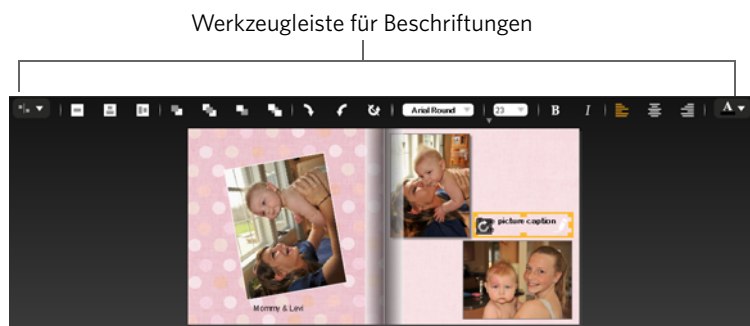 Werkzeugleiste für Beschriftungen
Arial Round 23 B I A
picture caption
Mommy & Levi